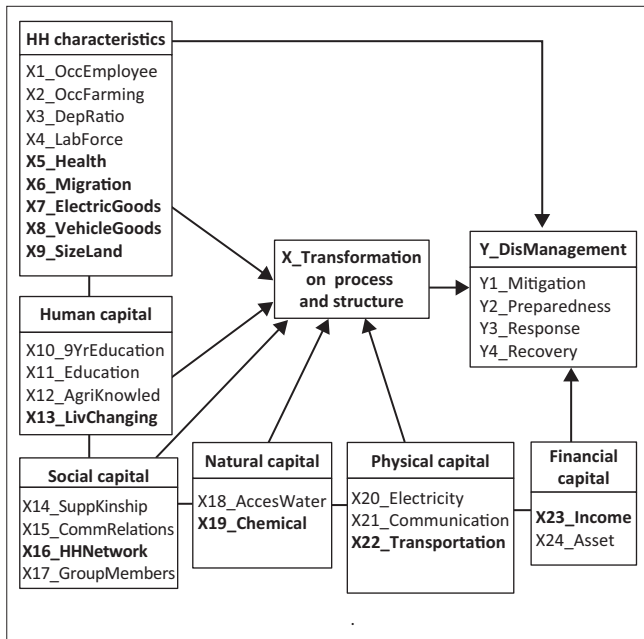 HH characteristics
X1_OccEmployee
X2_OccFarming
X3_DepRatio
X4_LabForce
X5_Health
X6_Migration
X7_ElectricGoods
X8_VehicleGoods
X9_SizeLand
Human capital
X10_9YrEducation
X11_Education
X12_AgriKnowled
X13_LivChanging
Social capital
X14_SuppKinship
X15_CommRelations
X16_HHNetwork
X17_GroupMembers
Natural capital
X18_AccesWater
X19_Chemical
Physical capital
X20_Electricity
X21_Communication
X22_Transportation
Financial
capital
X23_Income
X24_Asset
X_Transformation
on process
and structure
Y_DisManagement
Y1_Mitigation
Y2_Preparedness
Y3_Response
Y4_Recovery
.